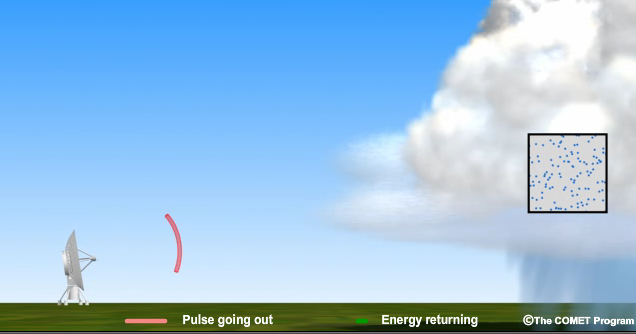 Pulse going out
Energy returning
©The COMET Program